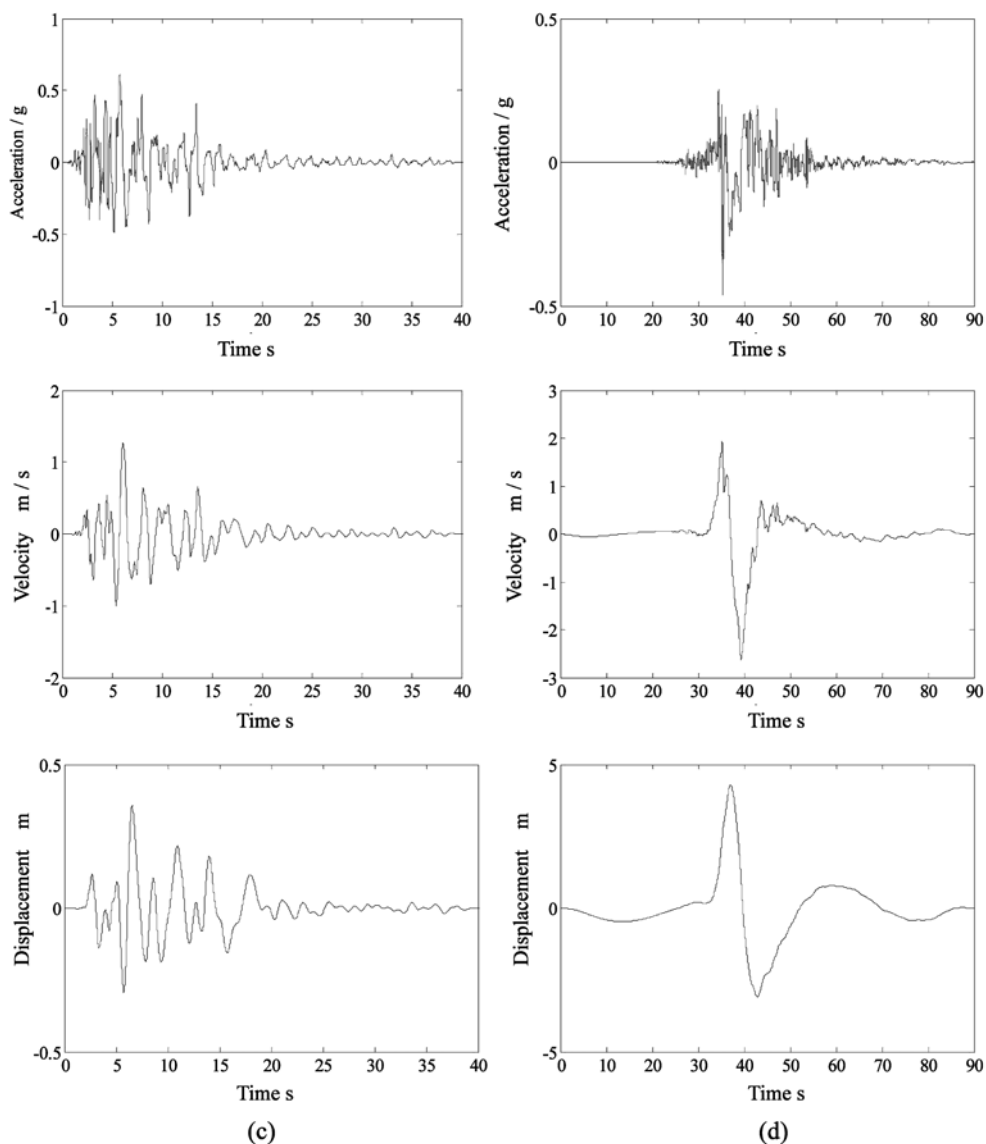 1
0.5
0
-0.5
-1
Acceleration / g
0 5 10 15 20 25 30 35 40
Time s
0.5
0
-0.5
Acceleration / g
0 10 20 30 40 50 60 70 80 90
Time s
2
1
0
-1
-2
Velocity m / s
0 5 10 15 20 25 30 35 40
Time s
3
2
1
0
-1
-2
-3
Velocity m / s
0 10 20 30 40 50 60 70 80 90
Time s
0.5
0
-0.5
Displacement m
0 5 10 15 20 25 30 35 40
Time s
5
0
-5
Displacement m
0 10 20 30 40 50 60 70 80 90
Time s
(c) (d)